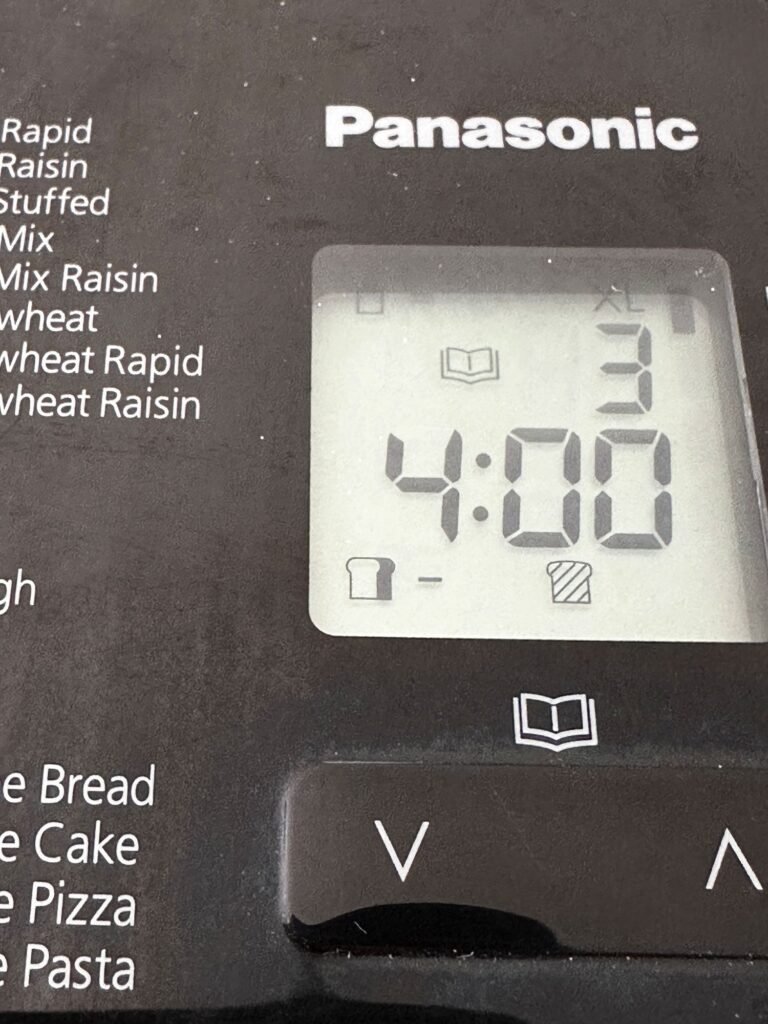 Panasonic
Rapid
Raisin
Stuffed
Mix
Mix Raisin
wheat
wheat Rapid
wheat Raisin
XL
3
4:00
-
gh
e Bread
e Cake
e Pizza
e Pasta